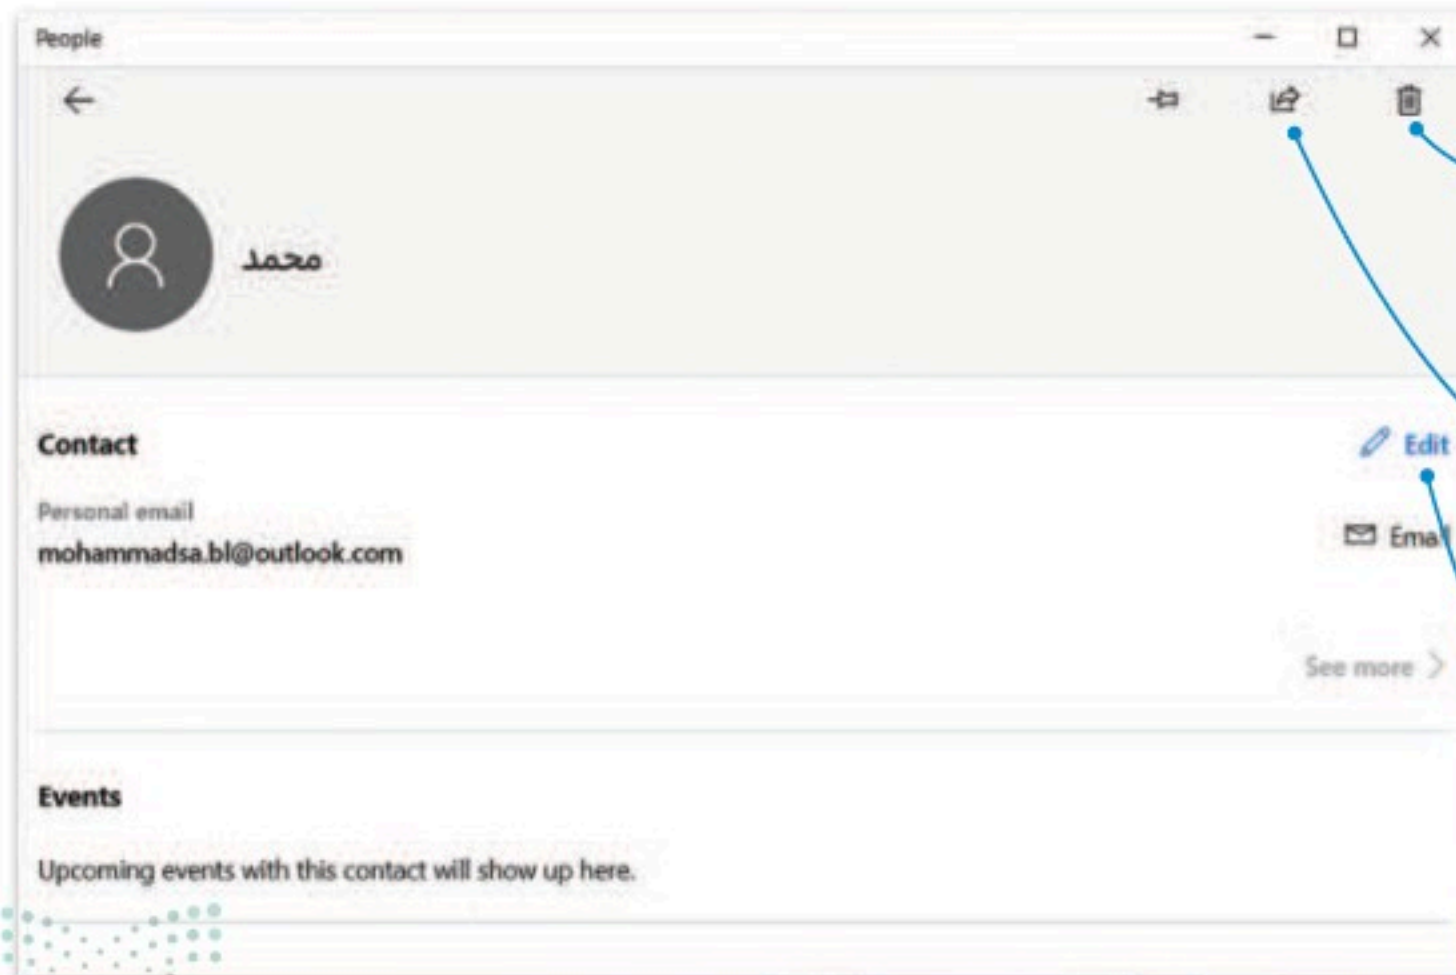 People
محمد
Contact
Edit
Personal email
mohammadsa.bl@outlook.com
Email
See more
Events
Upcoming events with this contact will show up here.